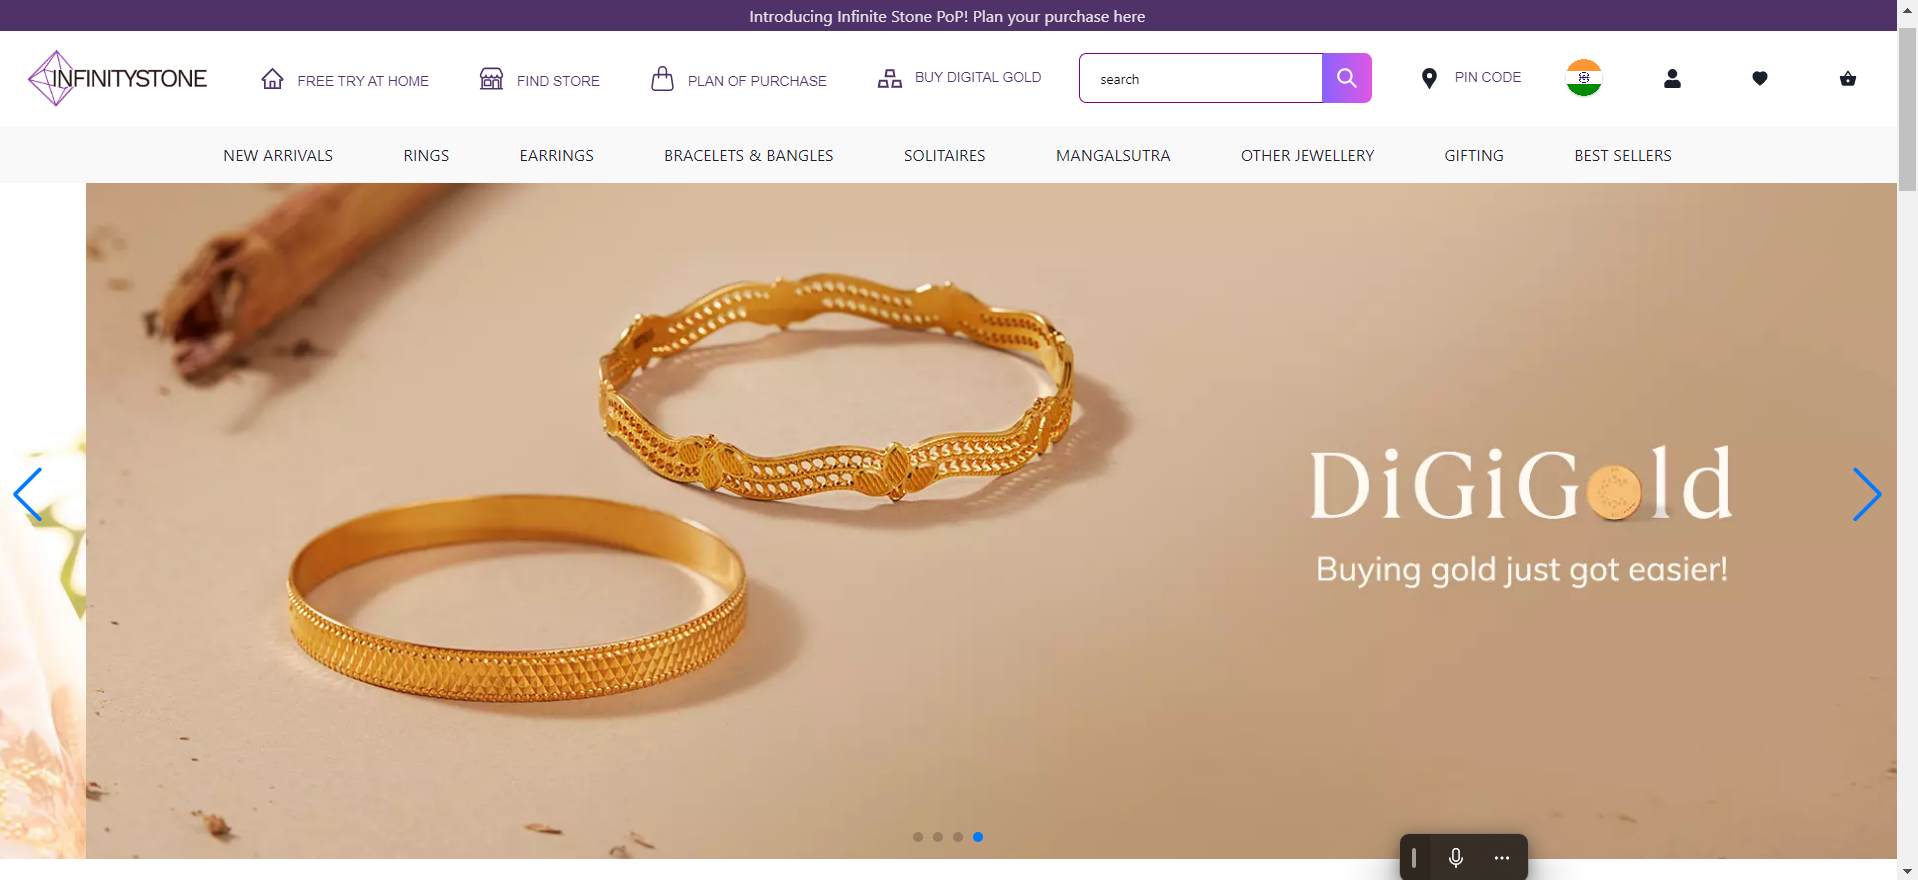 Introducing Infinite Stone PoP! Plan your purchase here
INFINITYSTONE
FREE TRY AT HOME
FIND STORE
PLAN OF PURCHASE
BUY DIGITAL GOLD
search
PIN CODE
NEW ARRIVALS
RINGS
EARRINGS
BRACELETS & BANGLES
SOLITAIRES
MANGALSUTRA
OTHER JEWELLERY
GIFTING
BEST SELLERS
DiGiGold
Buying gold just got easier!